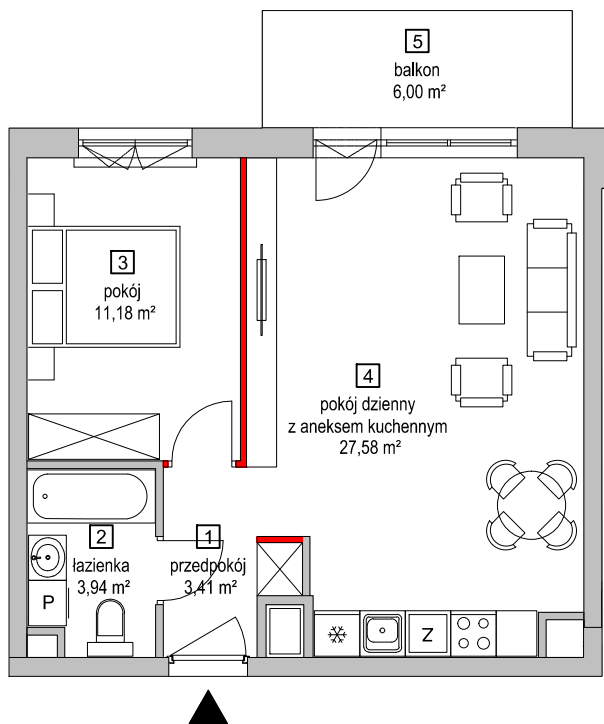 5
balkon
6,00 m²
3
pokój
11,18 m²
4
pokój dzienny
z aneksem kuchennym
27,58 m²
2
łazienka
3,94 m²
1
przedpokój
3,41 m²
P
Z